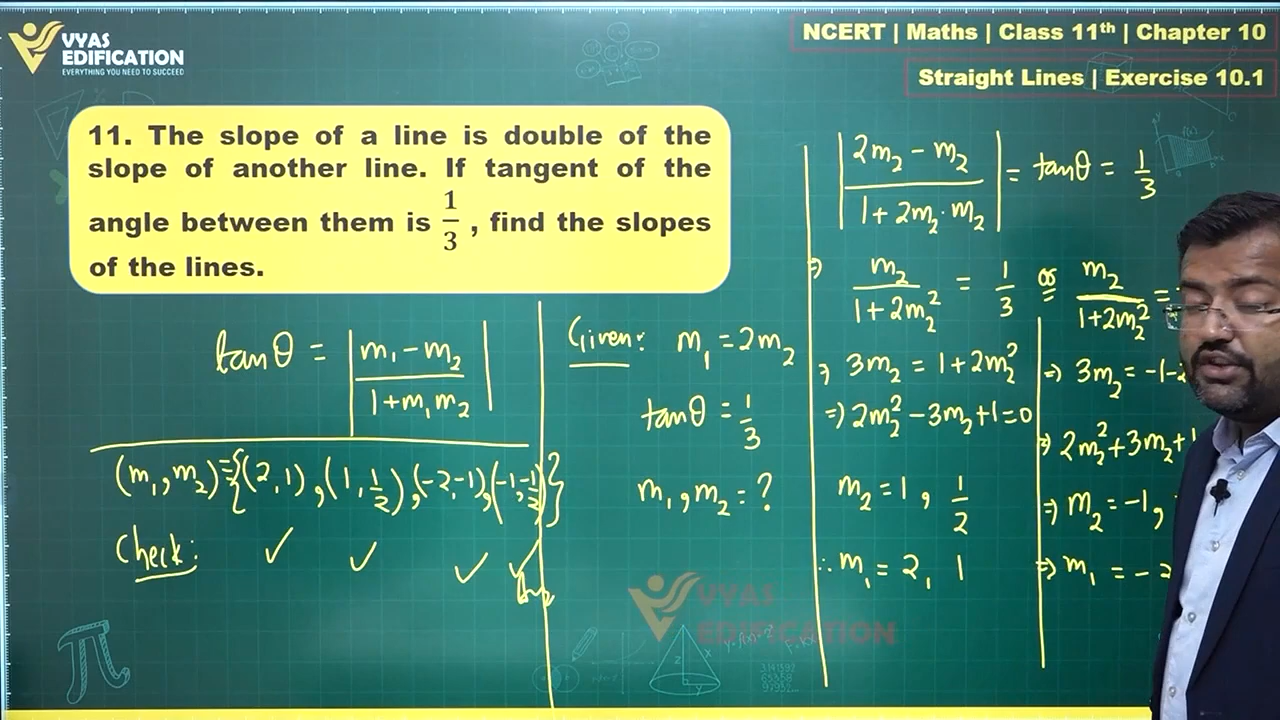 VYAS
EDIFICATION
EVERYTHING YOU NEED TO SUCCEED
NCERT | Maths | Class 11th | Chapter 10
Straight Lines | Exercise 10.1
11. The slope of a line is double of the
slope of another line. If tangent of the
angle between them is 1/3 , find the slopes
of the lines.
tanθ = |(m₁ - m₂)/(1+m₁m₂)|
(m₁, m₂) = {(2,1), (1, 1/2), (-2,-1), (-1, -1/2)}
Check: ✓ ✓ ✓ ✓
Ans
Given: m₁ = 2m₂
tanθ = 1/3
m₁, m₂ = ?
|(2m₂ - m₂)/(1+2m₂·m₂)| = tanθ = 1/3
⇒ m₂/(1+2m₂²) = 1/3 or m₂/(1+2m₂²) =
⇒ 3m₂ = 1+2m₂²
⇒ 2m₂² - 3m₂ + 1 = 0
m₂ = 1, 1/2
∴ m₁ = 2, 1
⇒ 3m₂ = -1-2
⇒ 2m₂² + 3m₂ + 1
⇒ m₂ = -1,
⇒ m₁ = -2
VYAS
EDIFICATION